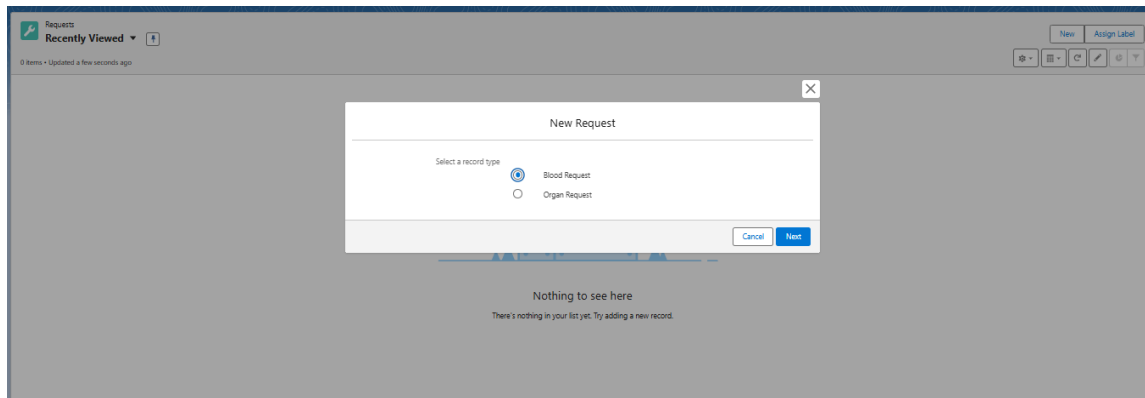 Requests
Recently Viewed
New
Assign Label
0 items • Updated a few seconds ago
New Request
Select a record type
Blood Request
Organ Request
Cancel
Next
Nothing to see here
There's nothing in your list yet. Try adding a new record.